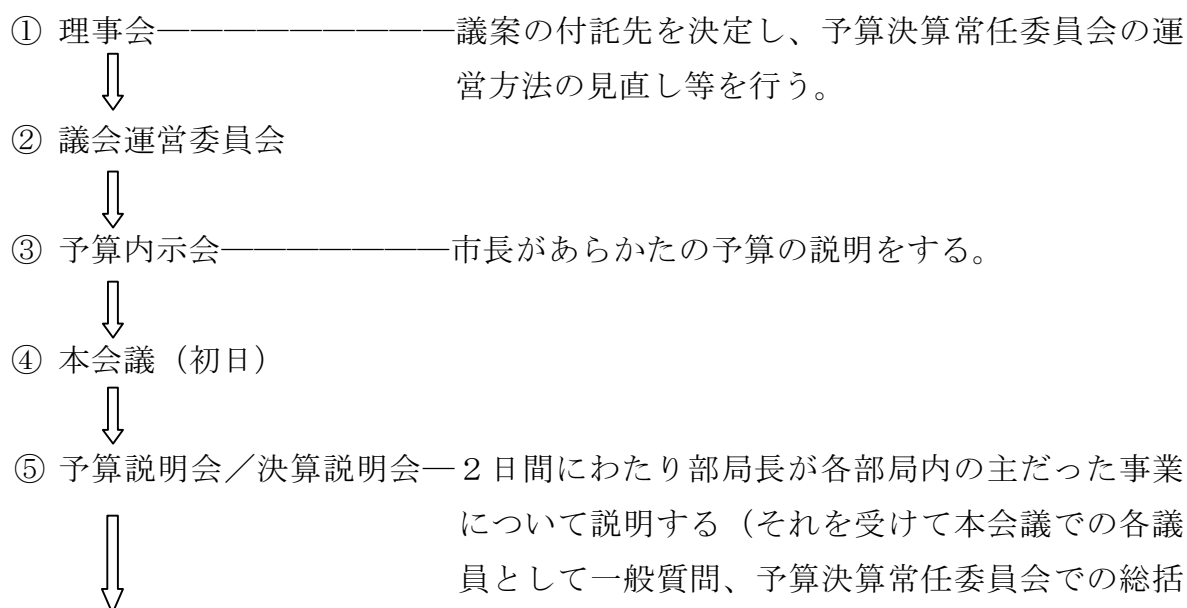 ① 理事会――――――――――議案の付託先を決定し、予算決算常任委員会の運
営方法の見直し等を行う。
② 議会運営委員会
③ 予算内示会―――――――市長があらかたの予算の説明をする。
④ 本会議（初日）
⑤ 予算説明会／決算説明会―２日間にわたり部局長が各部局内の主だった事業
について説明する（それを受けて本会議での各議
員として一般質問、予算決算常任委員会での総括